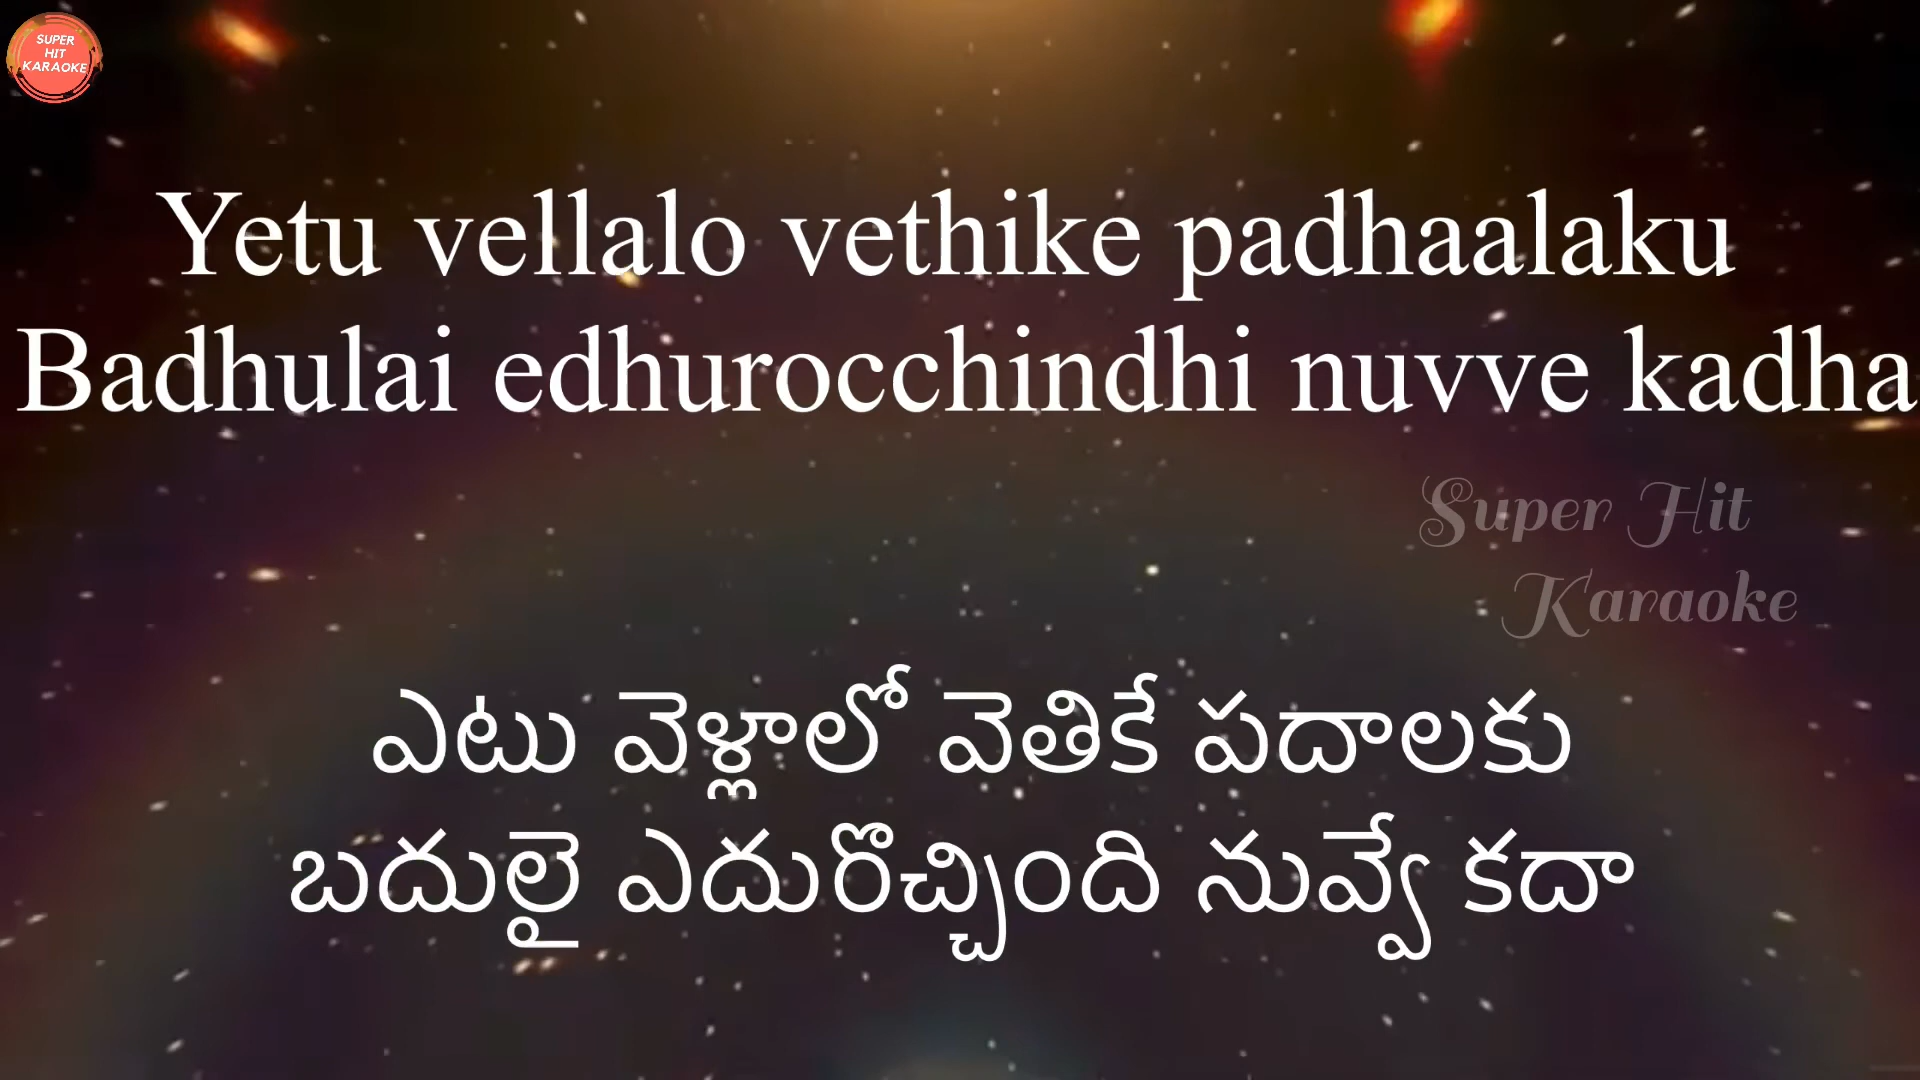 SUPER
HIT
KARAOKE
Yetu vellalo vethike padhaalaku
Badhulai edhurocchindhi nuvve kadha
Super Hit
Karaoke
ఎటు వెళ్లాలో వెతికే పదాలకు
బదులై ఎదురొచ్చింది నువ్వే కదా